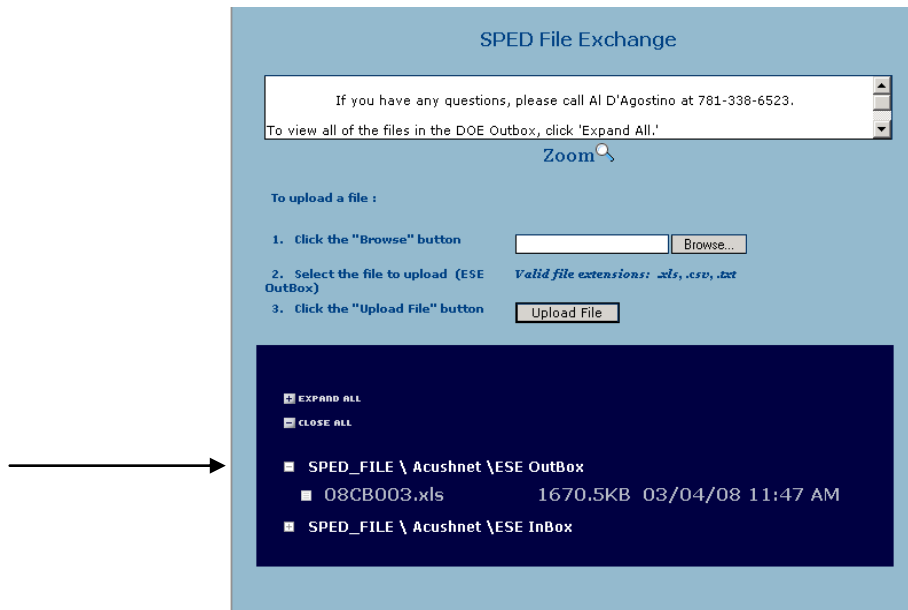 SPED File Exchange
If you have any questions, please call Al D'Agostino at 781-338-6523.
To view all of the files in the DOE Outbox, click 'Expand All.'
Zoom
To upload a file :
1. Click the "Browse" button
Browse...
2. Select the file to upload (ESE
OutBox)
Valid file extensions: .xls, .csv, .txt
3. Click the "Upload File" button
Upload File
EXPAND ALL
CLOSE ALL
SPED_FILE \ Acushnet \ESE OutBox
08CB003.xls 1670.5KB 03/04/08 11:47 AM
SPED_FILE \ Acushnet \ESE InBox